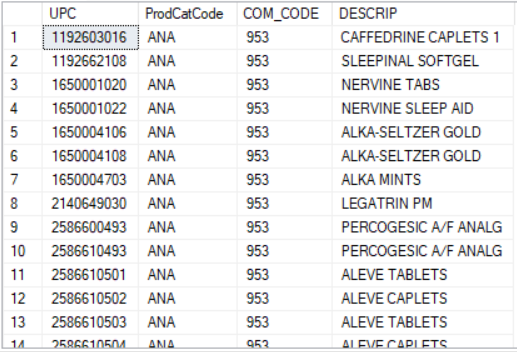 UPC ProdCatCode COM_CODE DESCRIP
1 1192603016 ANA 953 CAFFEDRINE CAPLETS 1
2 1192662108 ANA 953 SLEEPINAL SOFTGEL
3 1650001020 ANA 953 NERVINE TABS
4 1650001022 ANA 953 NERVINE SLEEP AID
5 1650004106 ANA 953 ALKA-SELTZER GOLD
6 1650004108 ANA 953 ALKA-SELTZER GOLD
7 1650004703 ANA 953 ALKA MINTS
8 2140649030 ANA 953 LEGATRIN PM
9 2586600493 ANA 953 PERCOGESIC A/F ANALG
10 2586610493 ANA 953 PERCOGESIC A/F ANALG
11 2586610501 ANA 953 ALEVE TABLETS
12 2586610502 ANA 953 ALEVE CAPLETS
13 2586610503 ANA 953 ALEVE TABLETS
14 2586610504 ANA 953 ALEVE CAPLETS